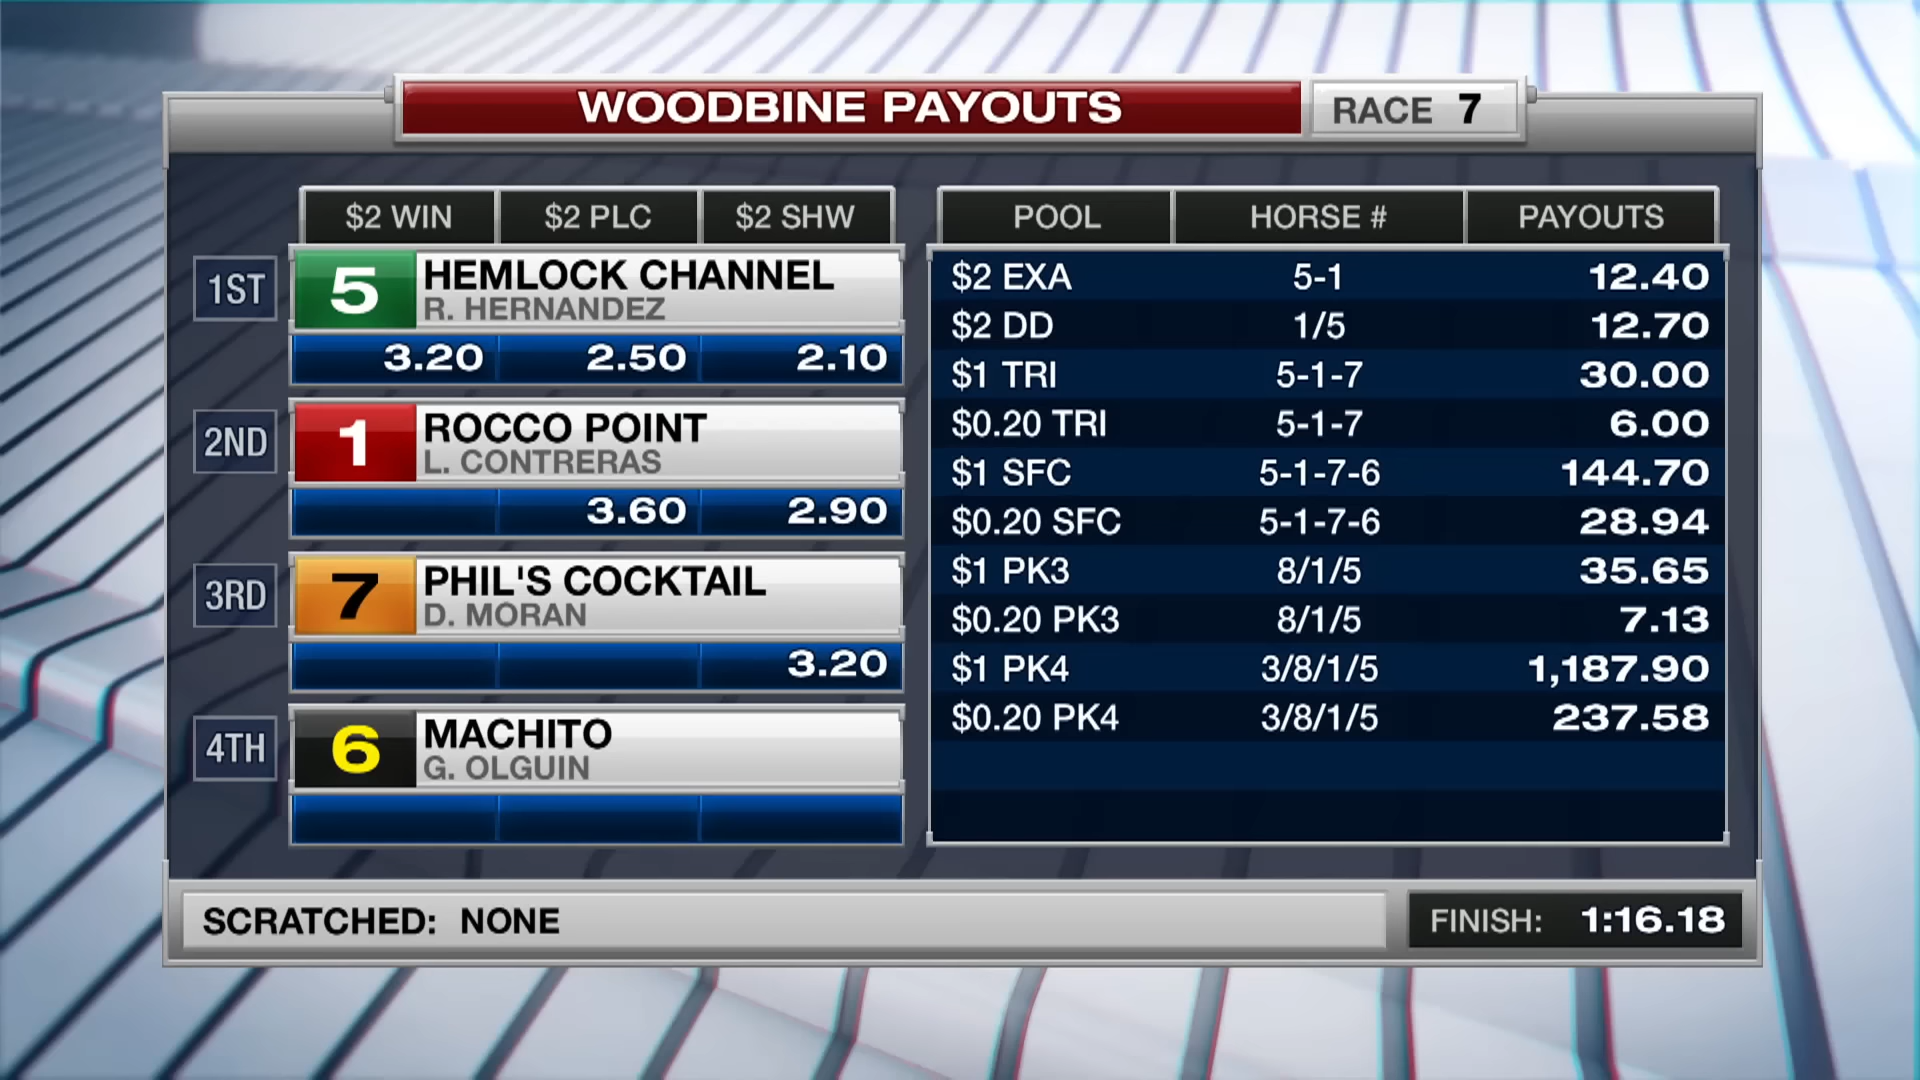 WOODBINE PAYOUTS
RACE 7
$2 WIN $2 PLC $2 SHW
1ST 5 HEMLOCK CHANNEL
R. HERNANDEZ
3.20 2.50 2.10
2ND 1 ROCCO POINT
L. CONTRERAS
3.60 2.90
3RD 7 PHIL'S COCKTAIL
D. MORAN
3.20
4TH 6 MACHITO
G. OLGUIN
POOL HORSE # PAYOUTS
$2 EXA 5-1 12.40
$2 DD 1/5 12.70
$1 TRI 5-1-7 30.00
$0.20 TRI 5-1-7 6.00
$1 SFC 5-1-7-6 144.70
$0.20 SFC 5-1-7-6 28.94
$1 PK3 8/1/5 35.65
$0.20 PK3 8/1/5 7.13
$1 PK4 3/8/1/5 1,187.90
$0.20 PK4 3/8/1/5 237.58
SCRATCHED: NONE
FINISH: 1:16.18